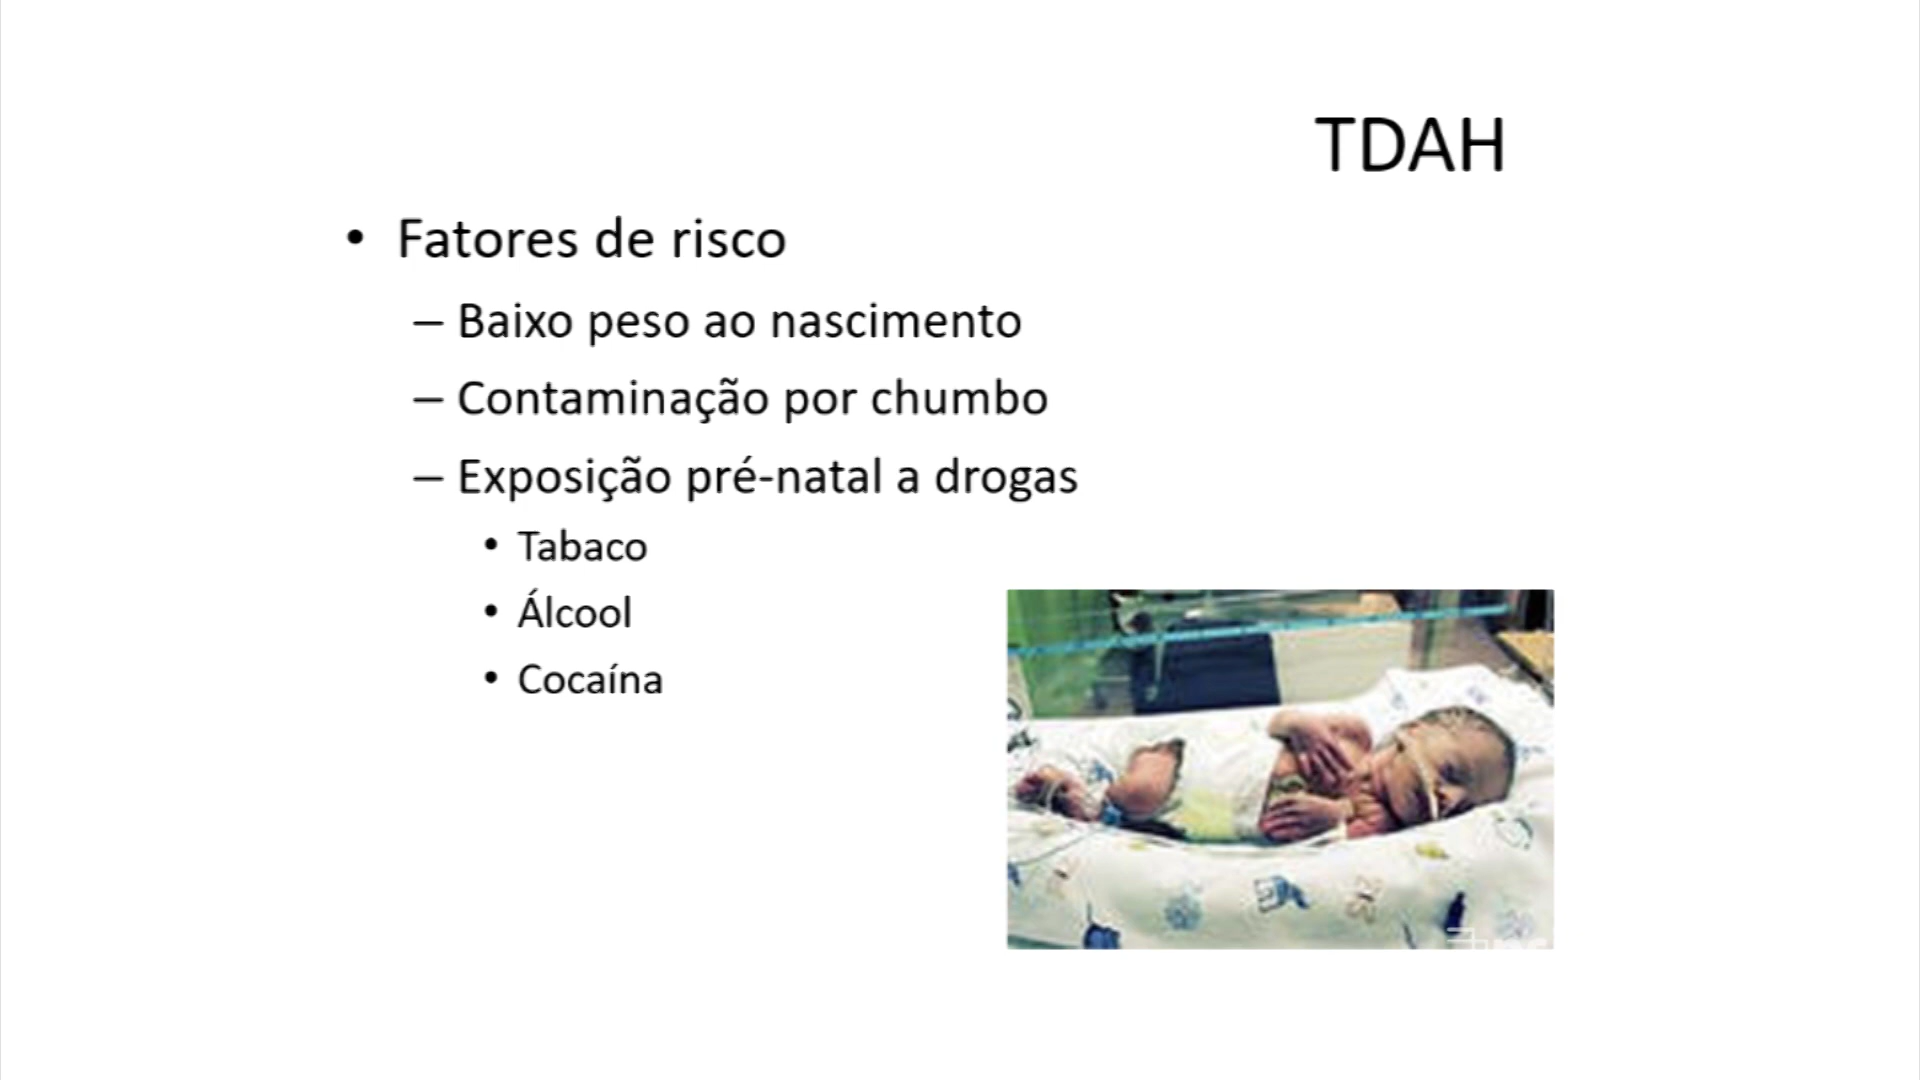 TDAH
• Fatores de risco
– Baixo peso ao nascimento
– Contaminação por chumbo
– Exposição pré-natal a drogas
• Tabaco
• Álcool
• Cocaína